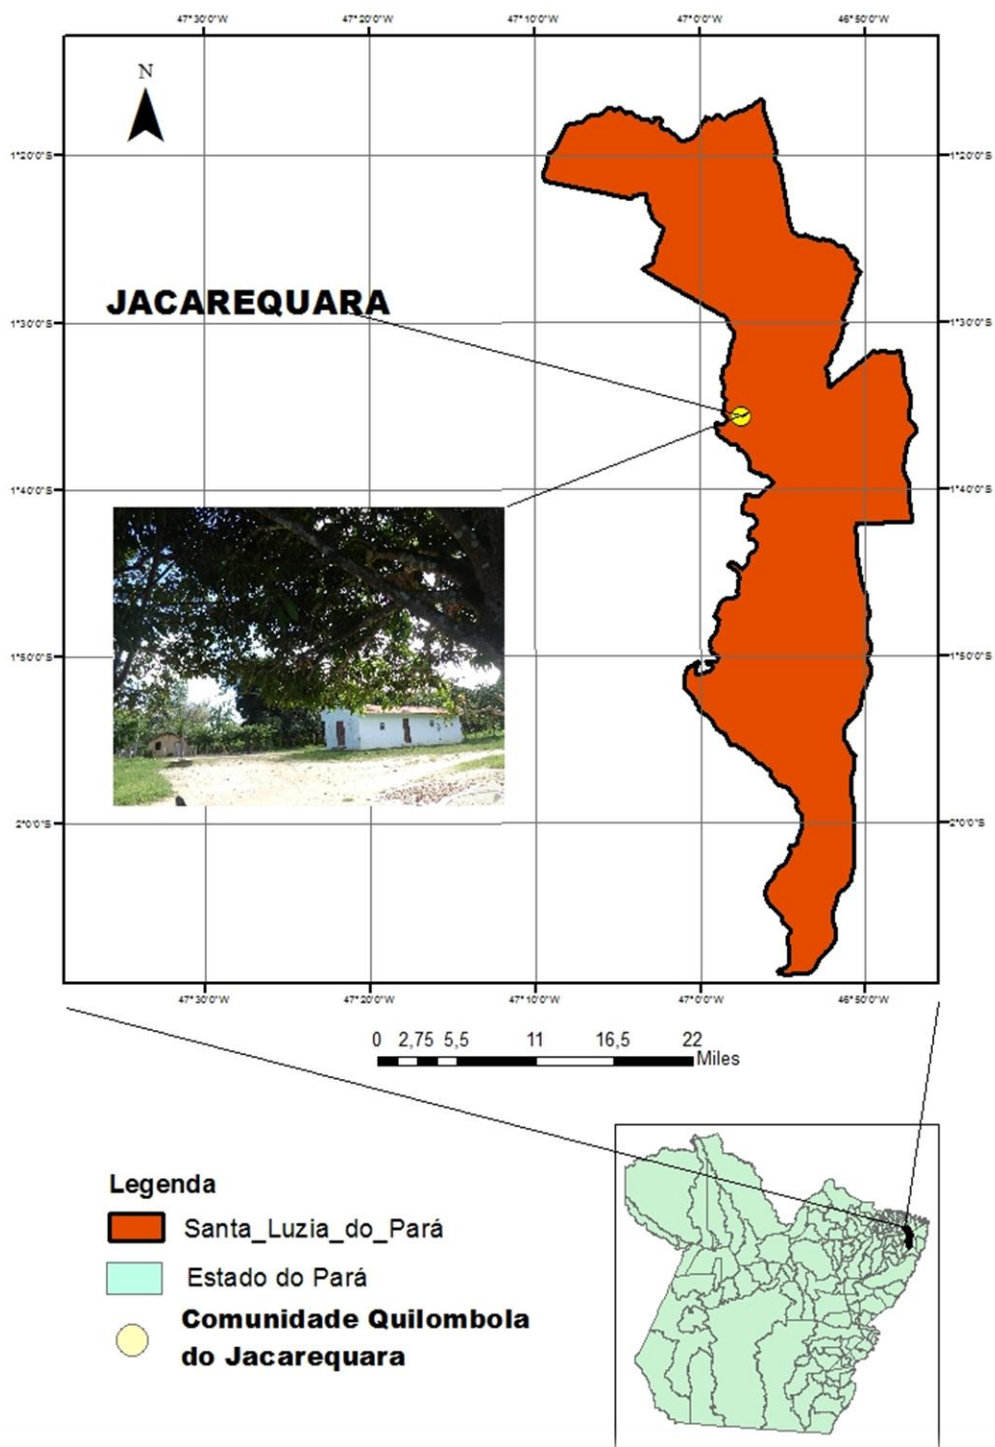 47°30'0"W 47°20'0"W 47°10'0"W 47°0'0"W 46°50'0"W
N
1°20'0"S 1°20'0"S
JACAREQUARA
1°30'0"S 1°30'0"S
1°40'0"S 1°40'0"S
1°50'0"S 1°50'0"S
2°0'0"S 2°0'0"S
47°30'0"W 47°20'0"W 47°10'0"W 47°0'0"W 46°50'0"W
0 2,75 5,5 11 16,5 22
Miles
Legenda
Santa_Luzia_do_Pará
Estado do Pará
Comunidade Quilombola
do Jacarequara